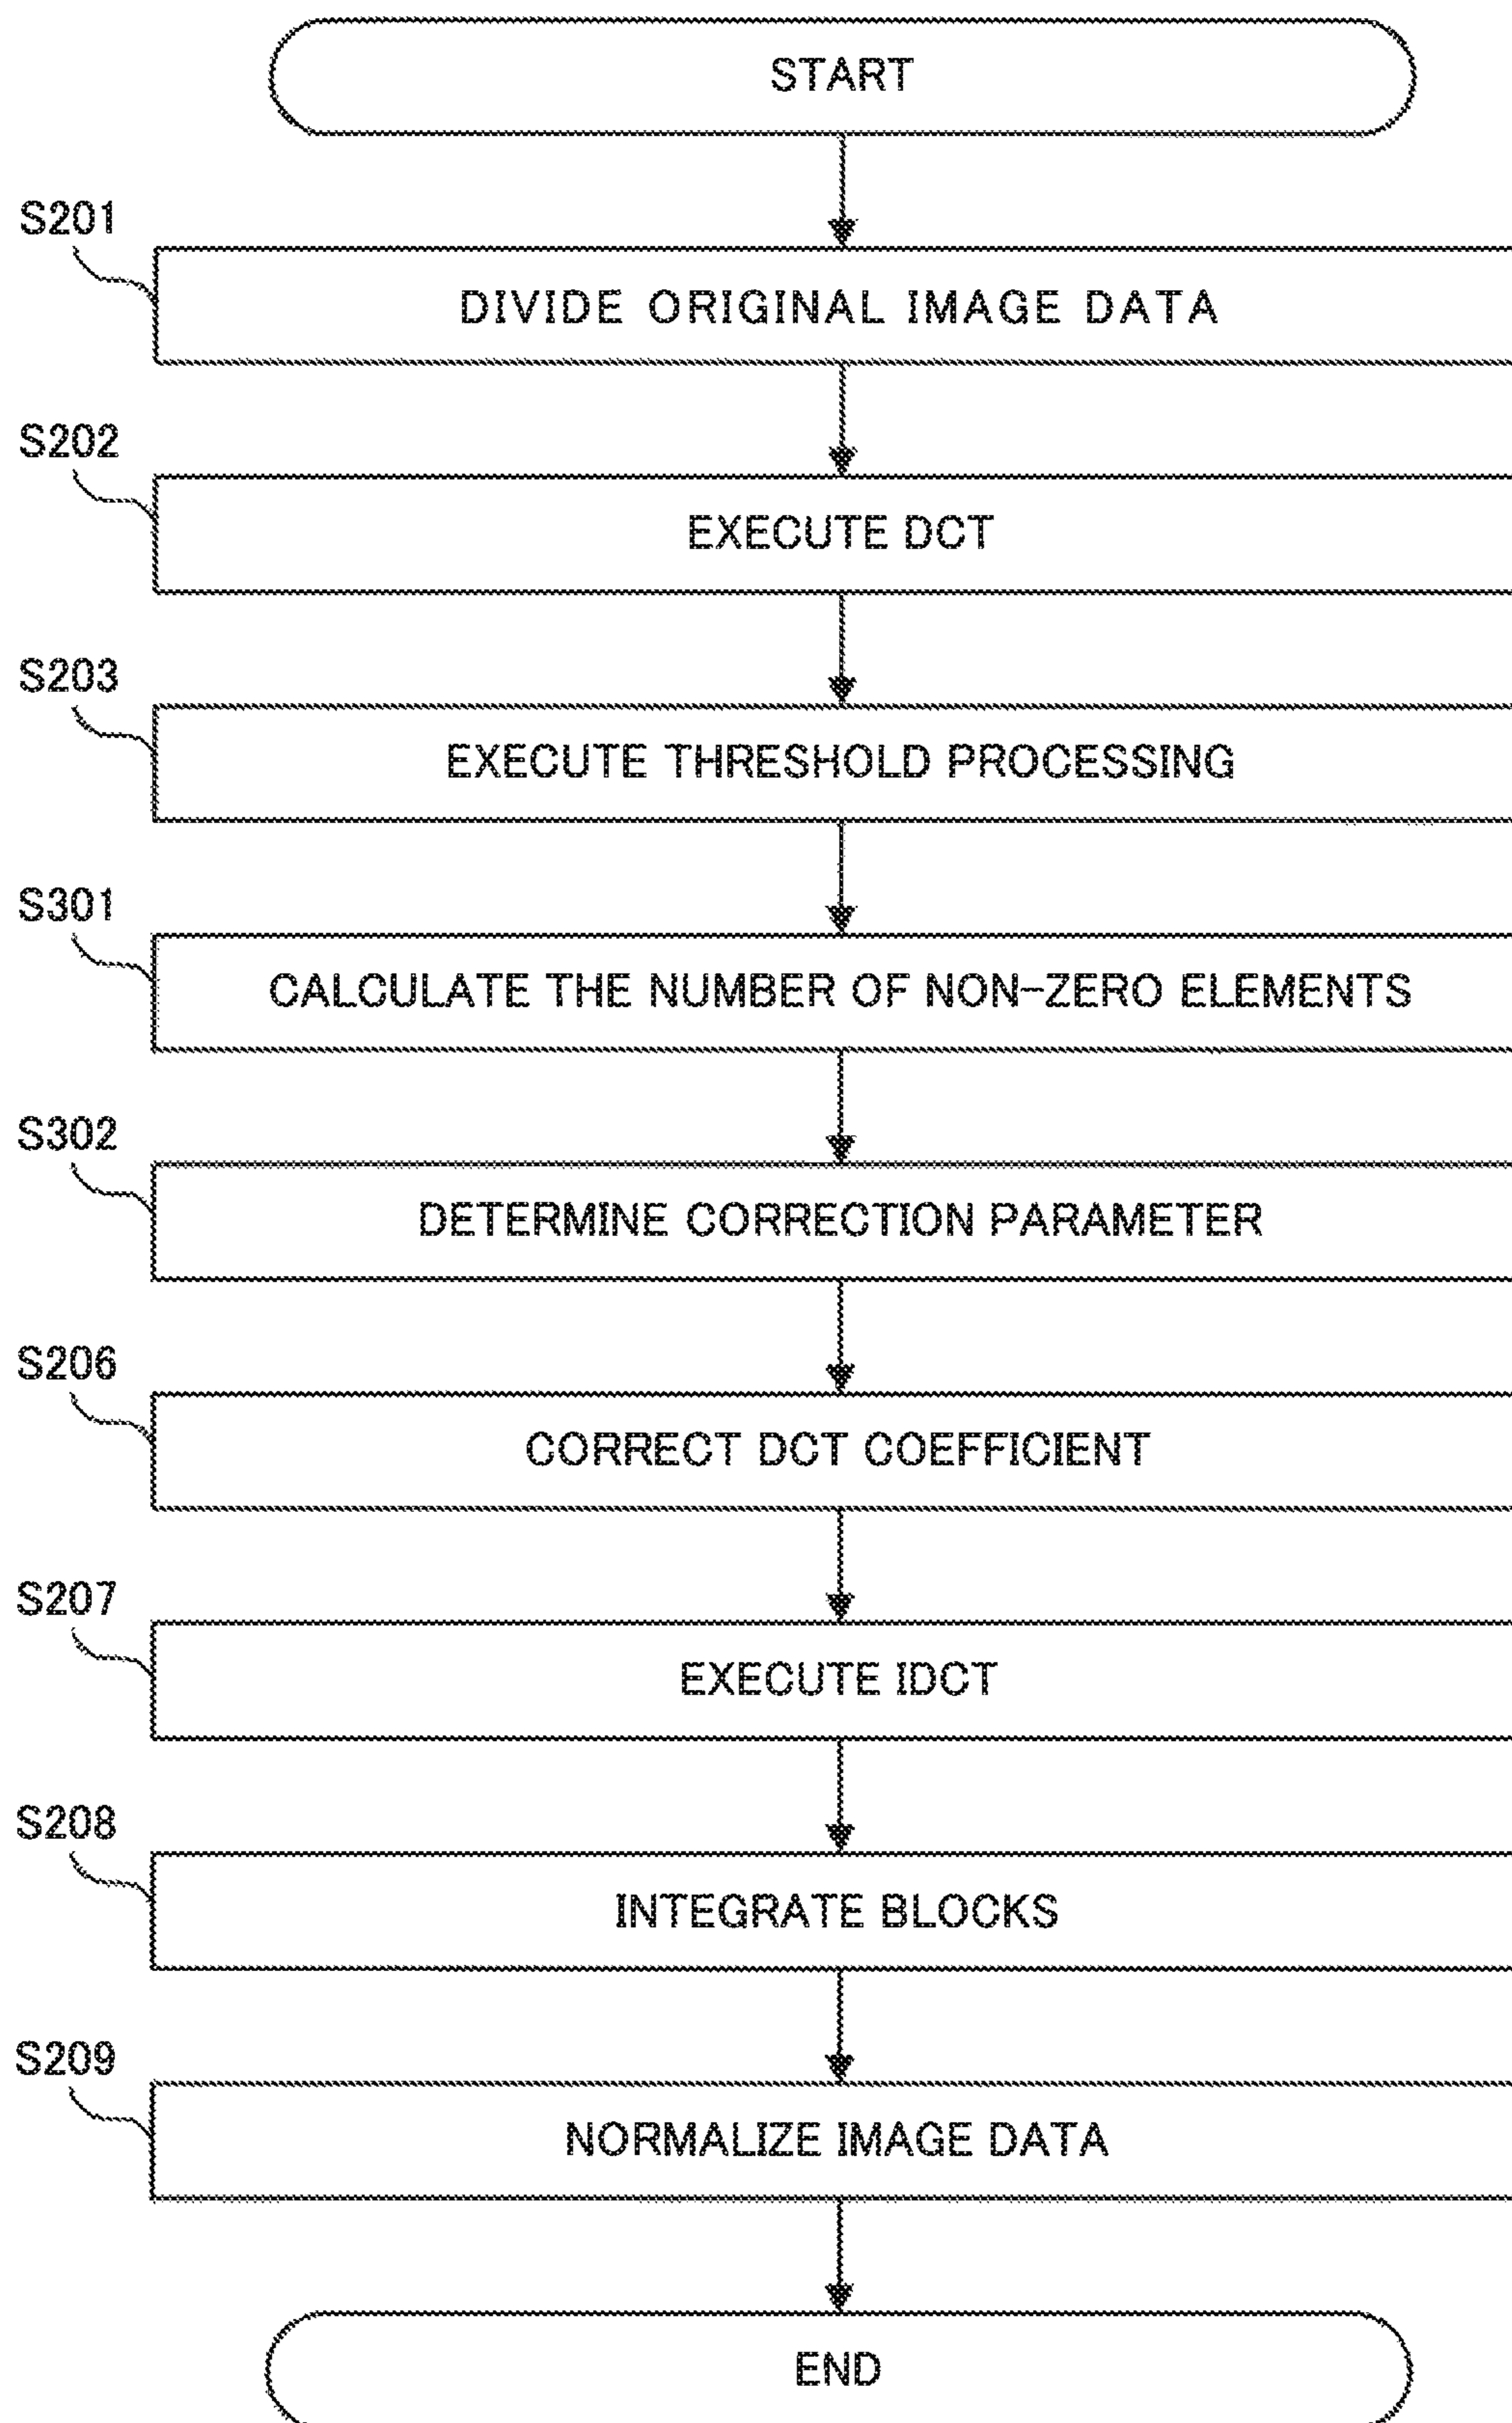 START
S201
DIVIDE ORIGINAL IMAGE DATA
S202
EXECUTE DCT
S203
EXECUTE THRESHOLD PROCESSING
S301
CALCULATE THE NUMBER OF NON-ZERO ELEMENTS
S302
DETERMINE CORRECTION PARAMETER
S206
CORRECT DCT COEFFICIENT
S207
EXECUTE IDCT
S208
INTEGRATE BLOCKS
S209
NORMALIZE IMAGE DATA
END